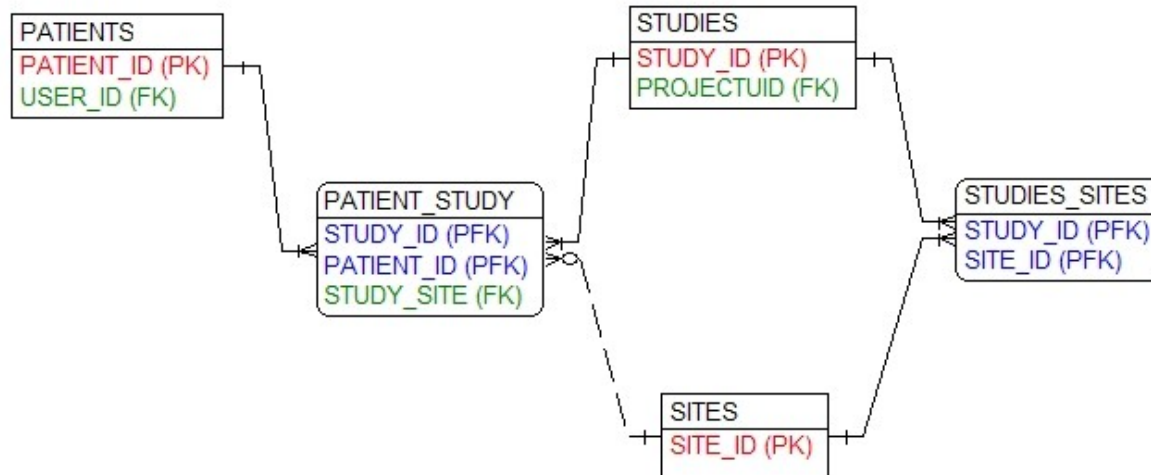 PATIENTS
PATIENT_ID (PK)
USER_ID (FK)
STUDIES
STUDY_ID (PK)
PROJECTUID (FK)
PATIENT_STUDY
STUDY_ID (PFK)
PATIENT_ID (PFK)
STUDY_SITE (FK)
STUDIES_SITES
STUDY_ID (PFK)
SITE_ID (PFK)
SITES
SITE_ID (PK)